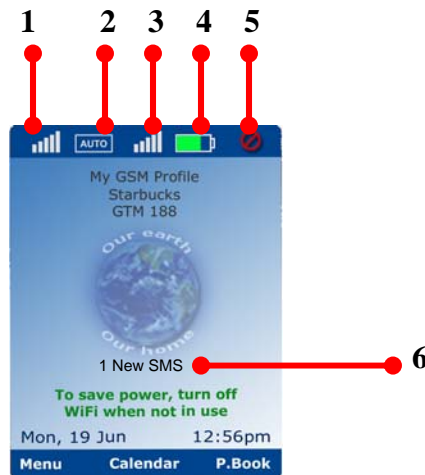 1 2 3 4 5
AUTO
My GSM Profile
Starbucks
GTM 188
Our earth
Our home
1 New SMS
6
To save power, turn off
WiFi when not in use
Mon, 19 Jun 12:56pm
Menu Calendar P.Book